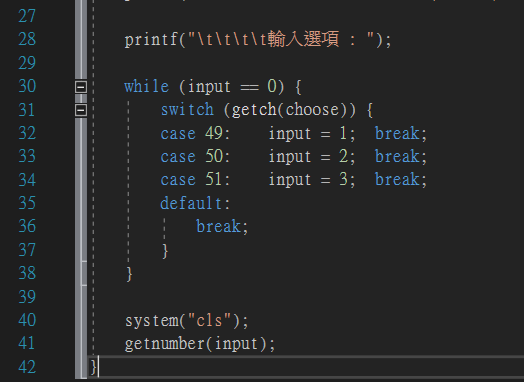 27
28 printf("\t\t\t\t輸入選項 : ");
29
30 while (input == 0) {
31 switch (getch(choose)) {
32 case 49: input = 1; break;
33 case 50: input = 2; break;
34 case 51: input = 3; break;
35 default:
36 break;
37 }
38 }
39
40 system("cls");
41 getnumber(input);
42 }